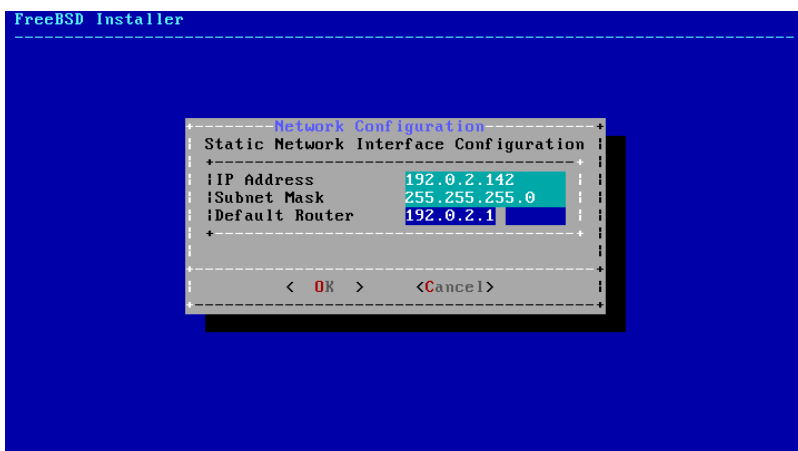 FreeBSD Installer
Network Configuration
Static Network Interface Configuration
IP Address 192.0.2.142
Subnet Mask 255.255.255.0
Default Router 192.0.2.1
< OK > <Cancel>